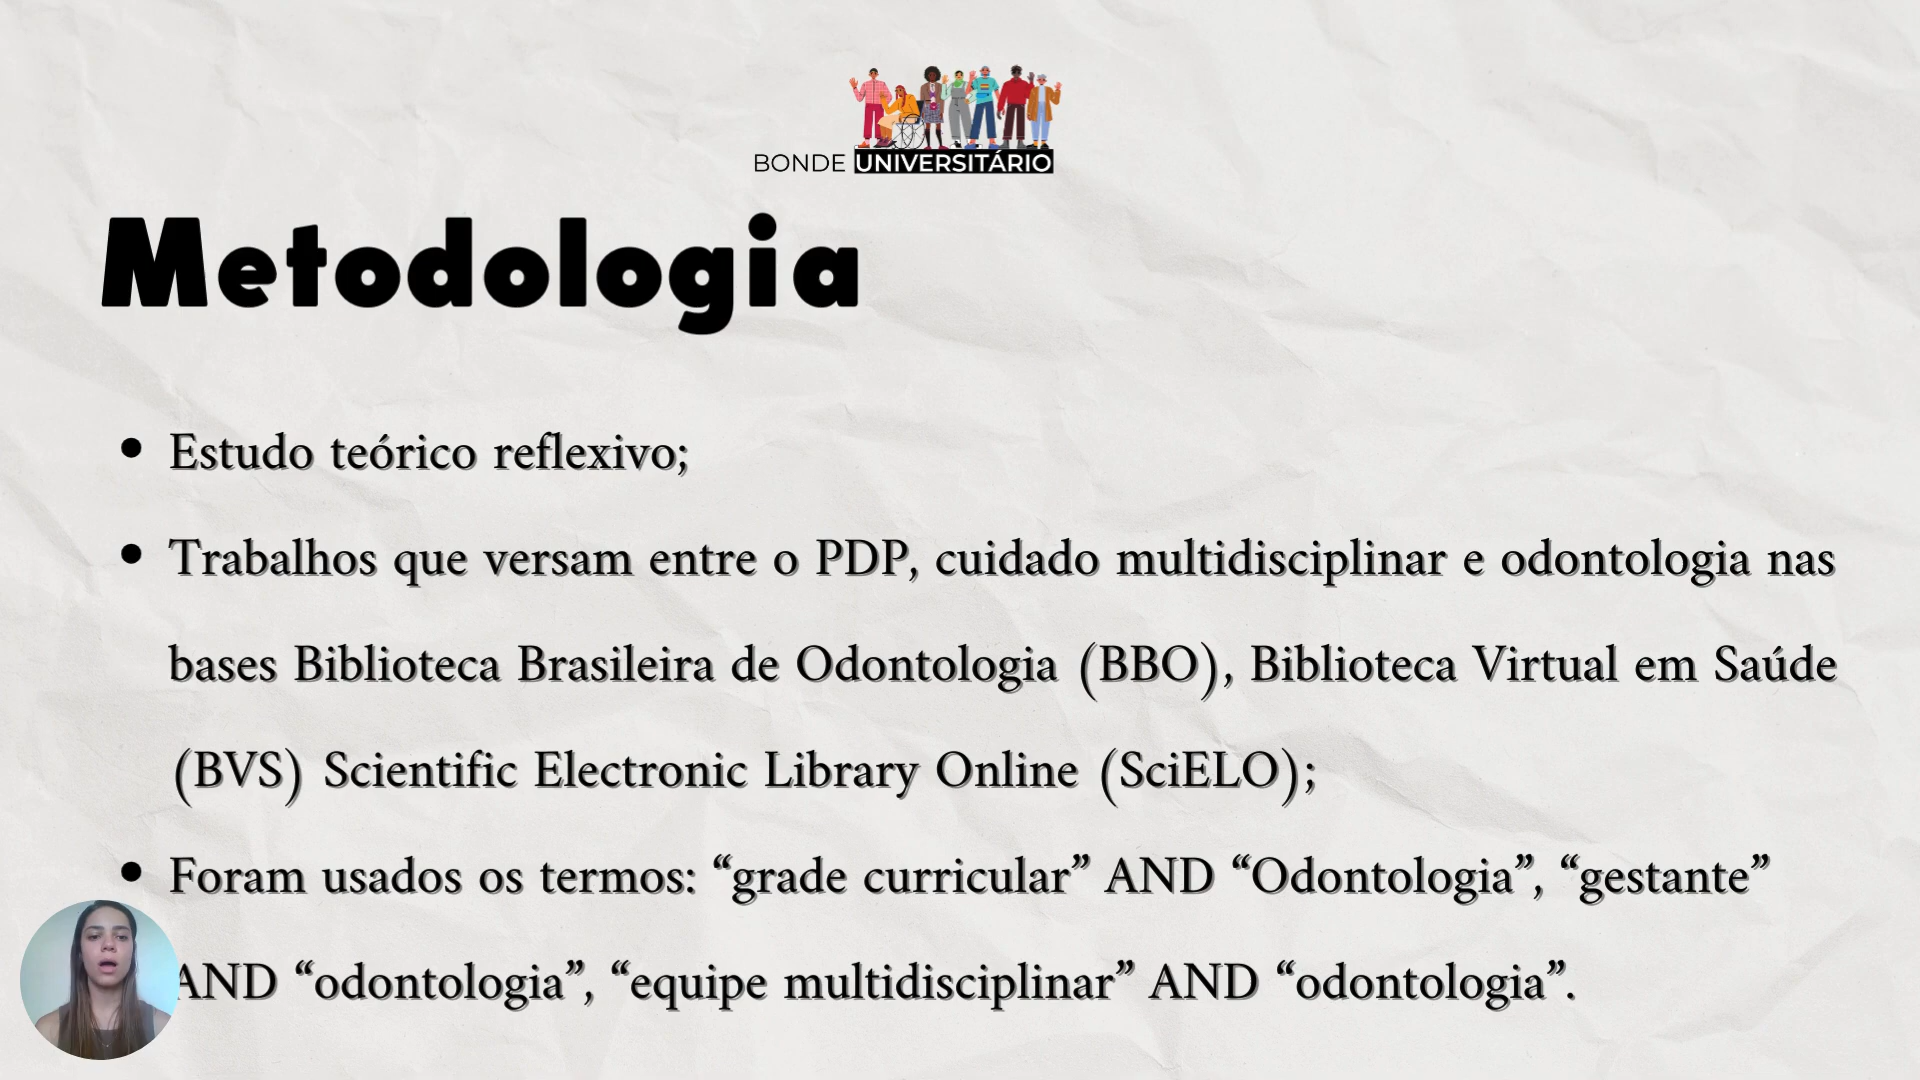 BONDE UNIVERSITÁRIO
Metodologia
• Estudo teórico reflexivo;
• Trabalhos que versam entre o PDP, cuidado multidisciplinar e odontologia nas
bases Biblioteca Brasileira de Odontologia (BBO), Biblioteca Virtual em Saúde
(BVS) Scientific Electronic Library Online (SciELO);
• Foram usados os termos: “grade curricular” AND “Odontologia”, “gestante”
AND “odontologia”, “equipe multidisciplinar” AND “odontologia”.